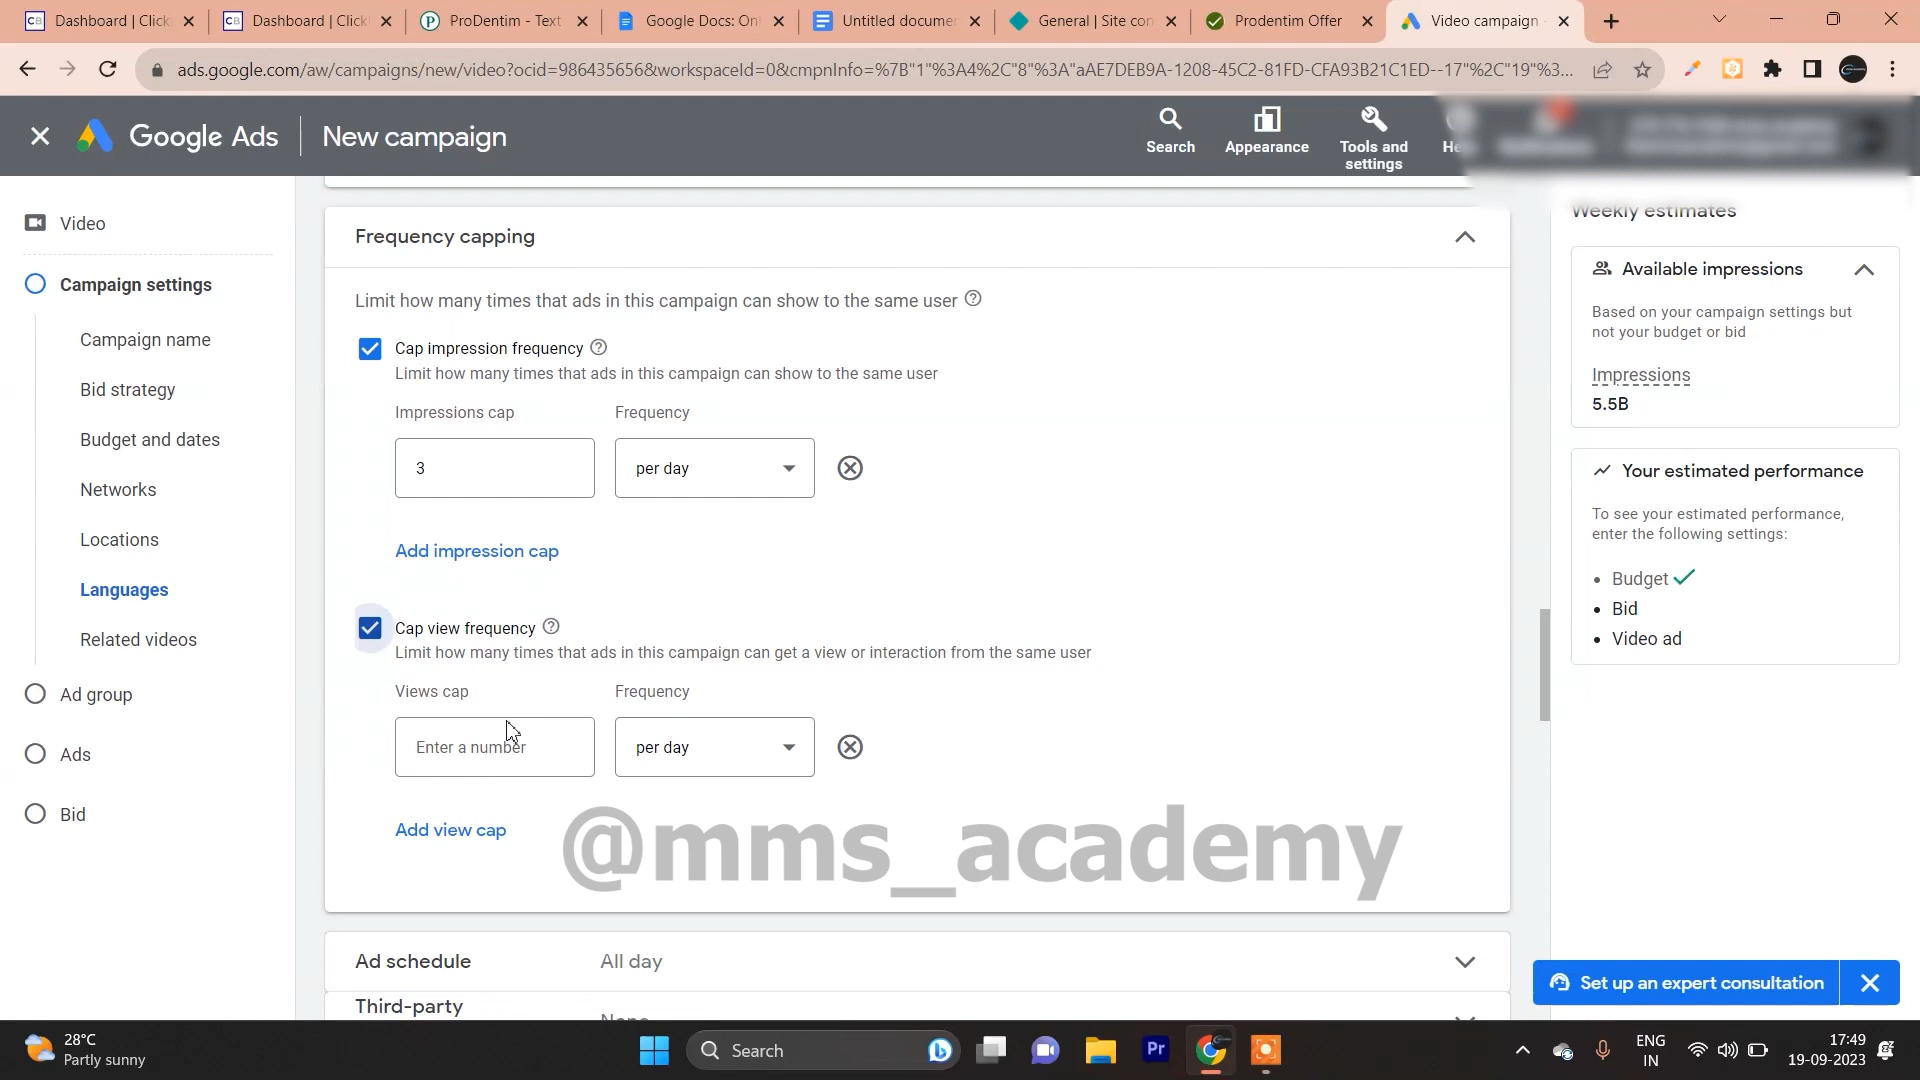 Dashboard | Click
Dashboard | Click
ProDentim - Text
Google Docs: Onl
Untitled documen
General | Site con
Prodentim Offer
Video campaign -
ads.google.com/aw/campaigns/new/video?ocid=986435656&workspaceId=0&cmpnInfo=%7B"1"%3A4%2C"8"%3A"aAE7DEB9A-1208-45C2-81FD-CFA93B21C1ED--17"%2C"19"%3...
Google Ads
New campaign
Search
Appearance
Tools and
settings
Video
Campaign settings
Campaign name
Bid strategy
Budget and dates
Networks
Locations
Languages
Related videos
Ad group
Ads
Bid
Frequency capping
Limit how many times that ads in this campaign can show to the same user
Cap impression frequency
Limit how many times that ads in this campaign can show to the same user
Impressions cap
Frequency
3
per day
Add impression cap
Cap view frequency
Limit how many times that ads in this campaign can get a view or interaction from the same user
Views cap
Frequency
Enter a number
per day
Add view cap
@mms_academy
Ad schedule
All day
Third-party
None
Weekly estimates
Available impressions
Based on your campaign settings but
not your budget or bid
Impressions
5.5B
Your estimated performance
To see your estimated performance,
enter the following settings:
• Budget
• Bid
• Video ad
Set up an expert consultation
28°C
Partly sunny
Search
Pr
ENG
IN
17:49
19-09-2023